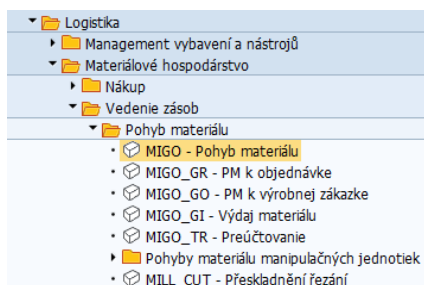 Logistika
Management vybavení a nástrojů
Materiálové hospodárstvo
Nákup
Vedenie zásob
Pohyb materiálu
MIGO - Pohyb materiálu
MIGO_GR - PM k objednávke
MIGO_GO - PM k výrobnej zákazke
MIGO_GI - Výdaj materiálu
MIGO_TR - Preúčtovanie
Pohyby materiálu manipulačných jednotiek
MILL_CUT - Přeskladnění řezání